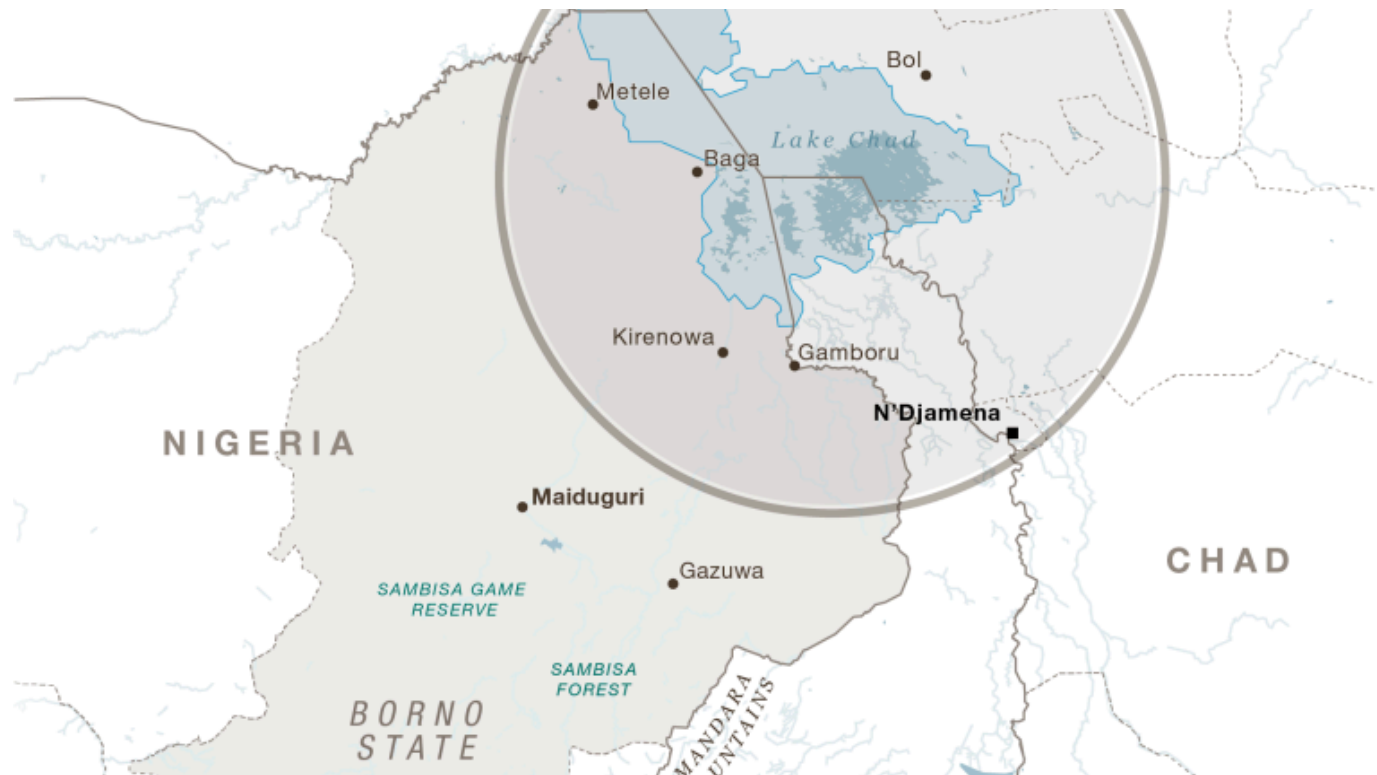 Bol
Metele
Lake Chad
Baga
Kirenowa
Gamboru
N'Djamena
NIGERIA
Maiduguri
CHAD
Gazuwa
SAMBISA GAME
RESERVE
SAMBISA
FOREST
BORNO
STATE
MANDARA
UNTAINS